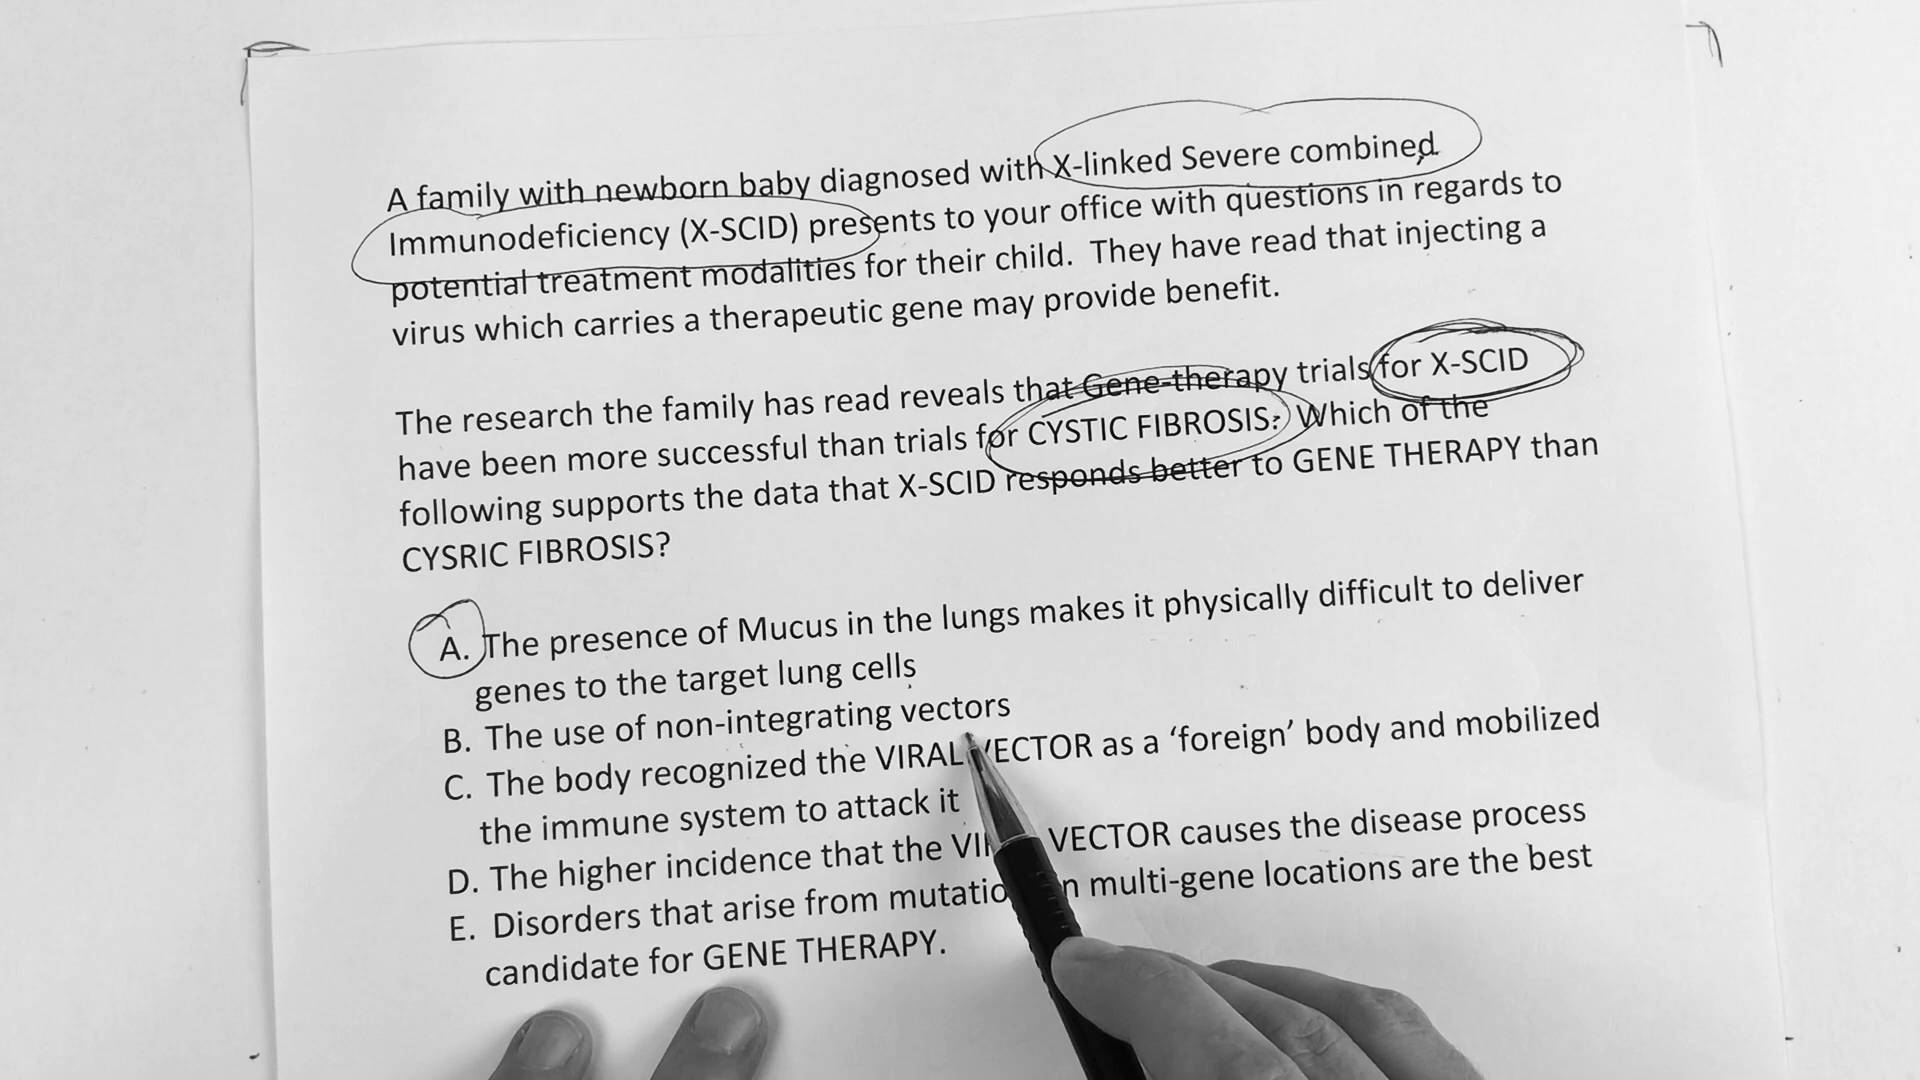 A family with newborn baby diagnosed with X-linked Severe combined
Immunodeficiency (X-SCID) presents to your office with questions in regards to
potential treatment modalities for their child. They have read that injecting a
virus which carries a therapeutic gene may provide benefit.
The research the family has read reveals that Gene-therapy trials for X-SCID
have been more successful than trials for CYSTIC FIBROSIS. Which of the
following supports the data that X-SCID responds better to GENE THERAPY than
CYSRIC FIBROSIS?
A. The presence of Mucus in the lungs makes it physically difficult to deliver
genes to the target lung cells
B. The use of non-integrating vectors
C. The body recognized the VIRAL VECTOR as a ‘foreign’ body and mobilized
the immune system to attack it
D. The higher incidence that the VECTOR causes the disease process
E. Disorders that arise from multi-gene locations are the best
candidate for GENE THERAPY.